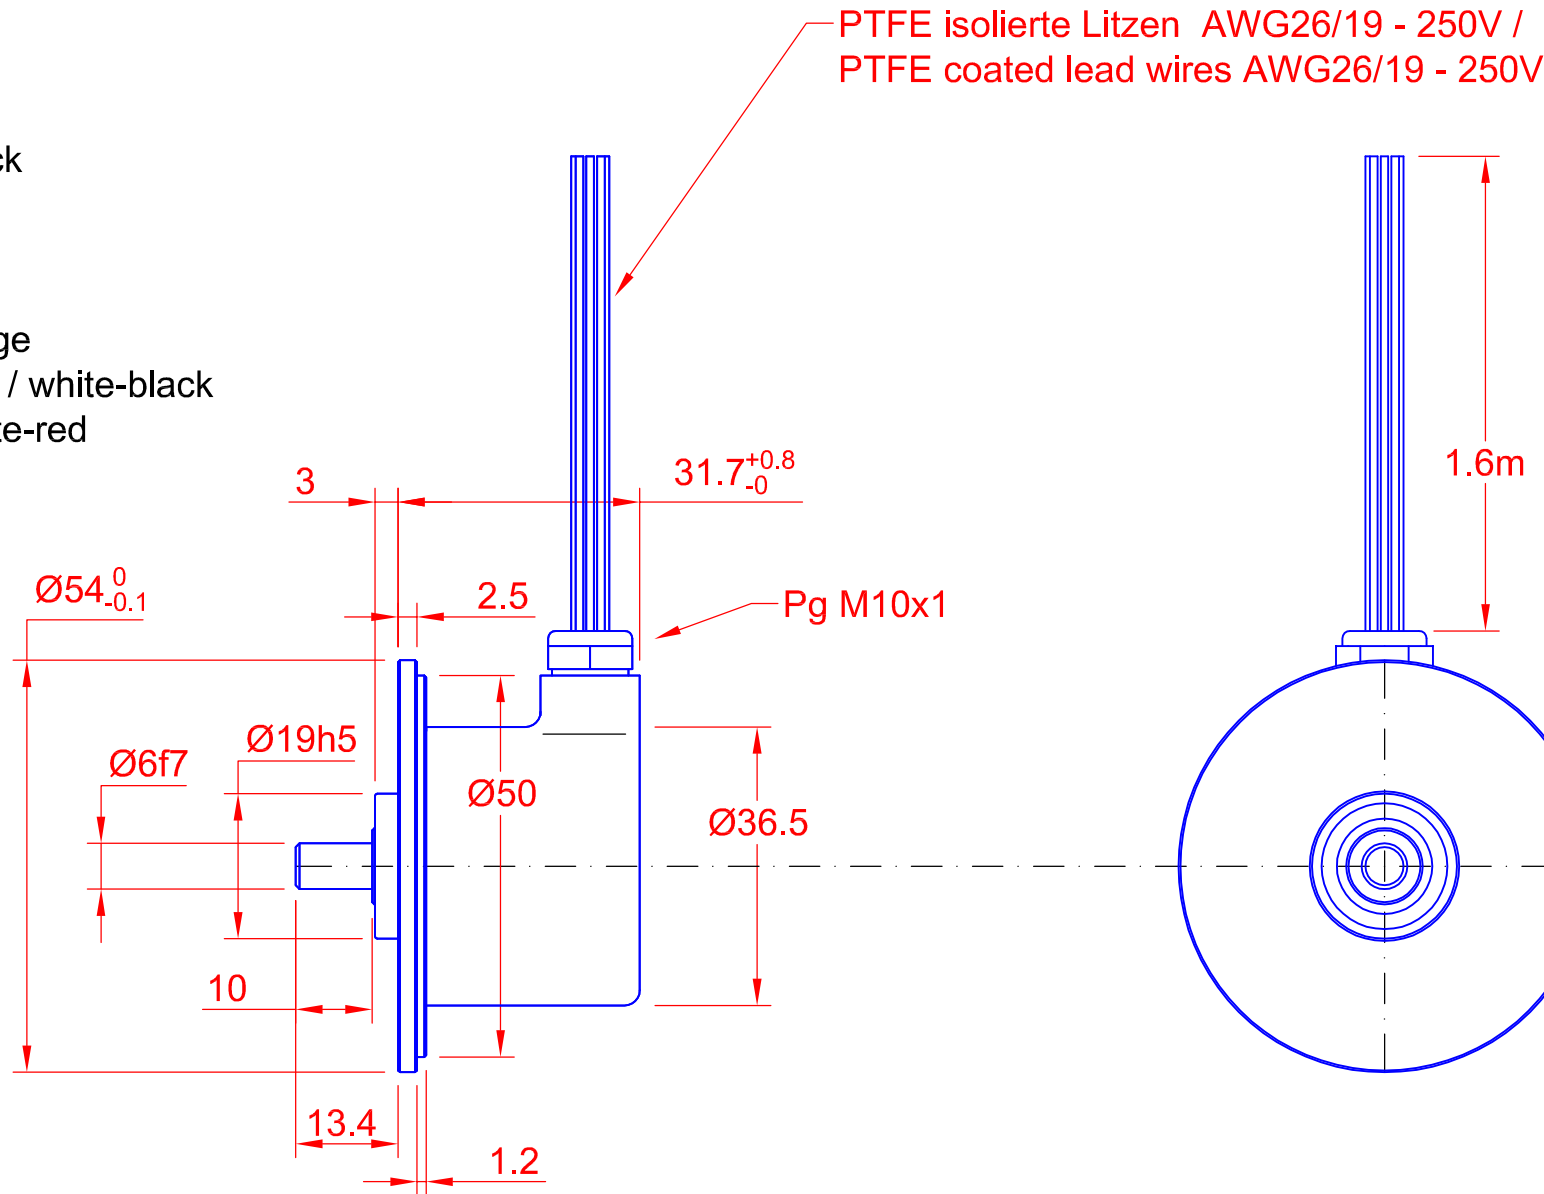 PTFE isolierte Litzen AWG26/19 - 250V /
PTFE coated lead wires AWG26/19 - 250V
ck
ge
/ white-black
te-red
3
31.7 +0.8 -0
1.6m
Ø54 0 -0.1
2.5
Pg M10x1
Ø19h5
Ø6f7
Ø50
Ø36.5
10
13.4
1.2